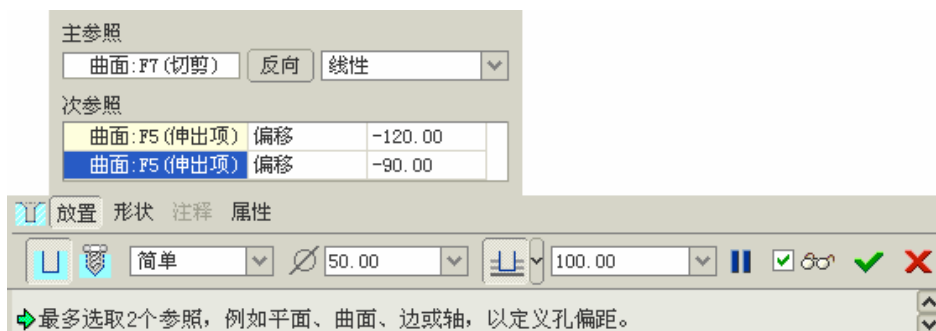 主参照
曲面:F7(切剪) 反向 线性
次参照
曲面:F5(伸出项) 偏移 -120.00
曲面:F5(伸出项) 偏移 -90.00
放置 形状 注释 属性
简单 50.00 100.00
最多选取2个参照，例如平面、曲面、边或轴，以定义孔偏距。